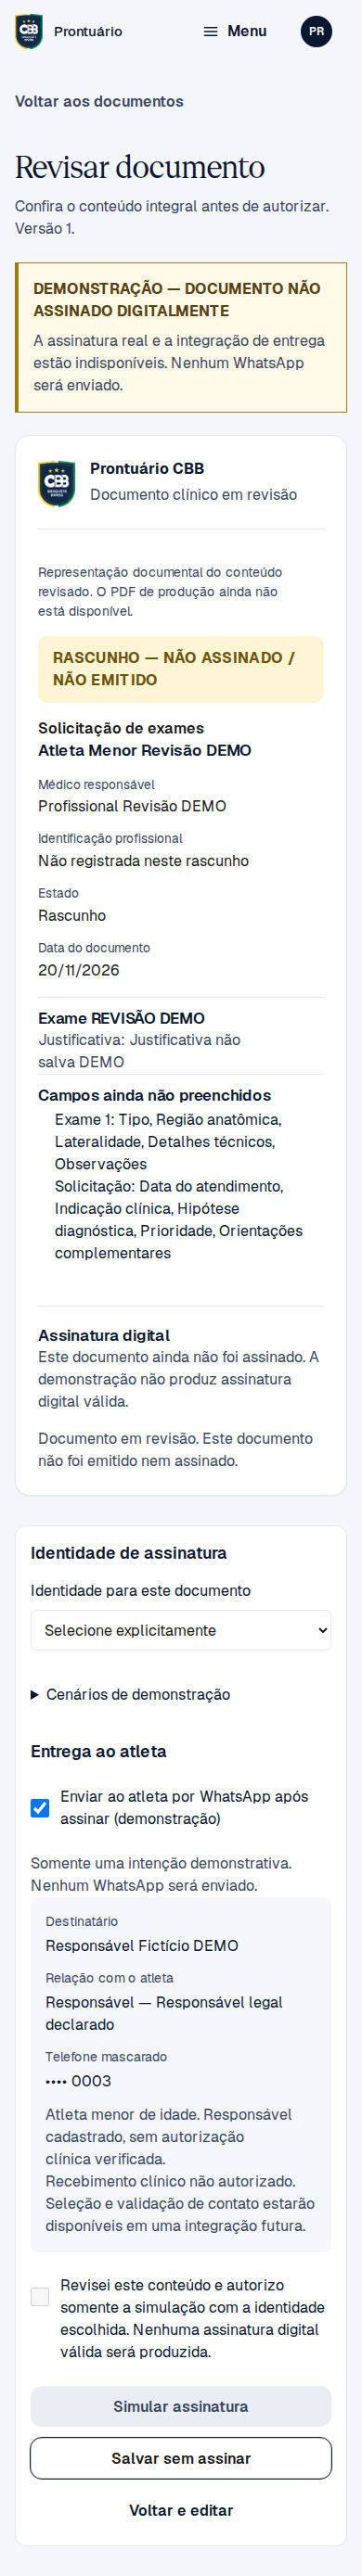 CBB
Prontuário
Menu
PR
Voltar aos documentos
Revisar documento
Confira o conteúdo integral antes de autorizar.
Versão 1.
DEMONSTRAÇÃO — DOCUMENTO NÃO
ASSINADO DIGITALMENTE
A assinatura real e a integração de entrega
estão indisponíveis. Nenhum WhatsApp
será enviado.
CBB
BASQUETE
BRASIL
Prontuário CBB
Documento clínico em revisão
Representação documental do conteúdo
revisado. O PDF de produção ainda não
está disponível.
RASCUNHO — NÃO ASSINADO /
NÃO EMITIDO
Solicitação de exames
Atleta Menor Revisão DEMO
Médico responsável
Profissional Revisão DEMO
Identificação profissional
Não registrada neste rascunho
Estado
Rascunho
Data do documento
20/11/2026
Exame REVISÃO DEMO
Justificativa: Justificativa não
salva DEMO
Campos ainda não preenchidos
Exame 1: Tipo, Região anatômica,
Lateralidade, Detalhes técnicos,
Observações
Solicitação: Data do atendimento,
Indicação clínica, Hipótese
diagnóstica, Prioridade, Orientações
complementares
Assinatura digital
Este documento ainda não foi assinado. A
demonstração não produz assinatura
digital válida.
Documento em revisão. Este documento
não foi emitido nem assinado.
Identidade de assinatura
Identidade para este documento
Selecione explicitamente
Cenários de demonstração
Entrega ao atleta
Enviar ao atleta por WhatsApp após
assinar (demonstração)
Somente uma intenção demonstrativa.
Nenhum WhatsApp será enviado.
Destinatário
Responsável Fictício DEMO
Relação com o atleta
Responsável — Responsável legal
declarado
Telefone mascarado
•••• 0003
Atleta menor de idade. Responsável
cadastrado, sem autorização
clínica verificada.
Recebimento clínico não autorizado.
Seleção e validação de contato estarão
disponíveis em uma integração futura.
Revisei este conteúdo e autorizo
somente a simulação com a identidade
escolhida. Nenhuma assinatura digital
válida será produzida.
Simular assinatura
Salvar sem assinar
Voltar e editar